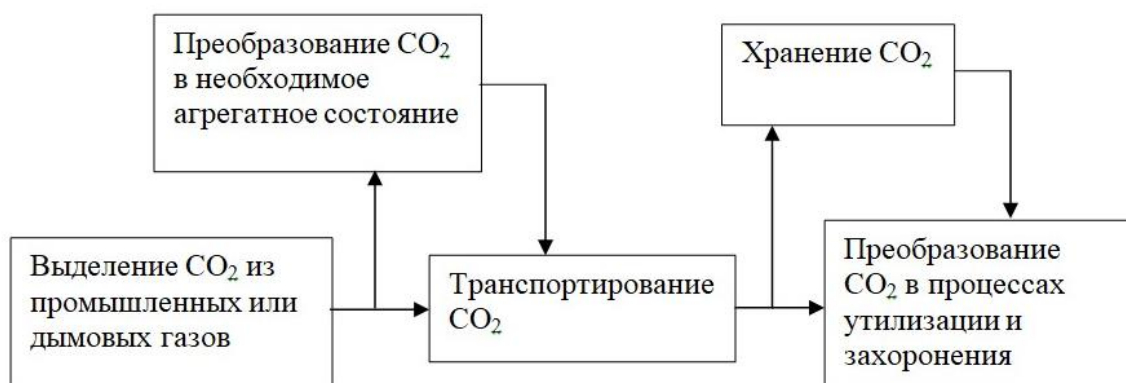 Преобразование CO₂
в необходимое
агрегатное состояние
Хранение CO₂
Выделение CO₂ из
промышленных или
дымовых газов
Транспортирование
CO₂
Преобразование
CO₂ в процессах
утилизации и
захоронения